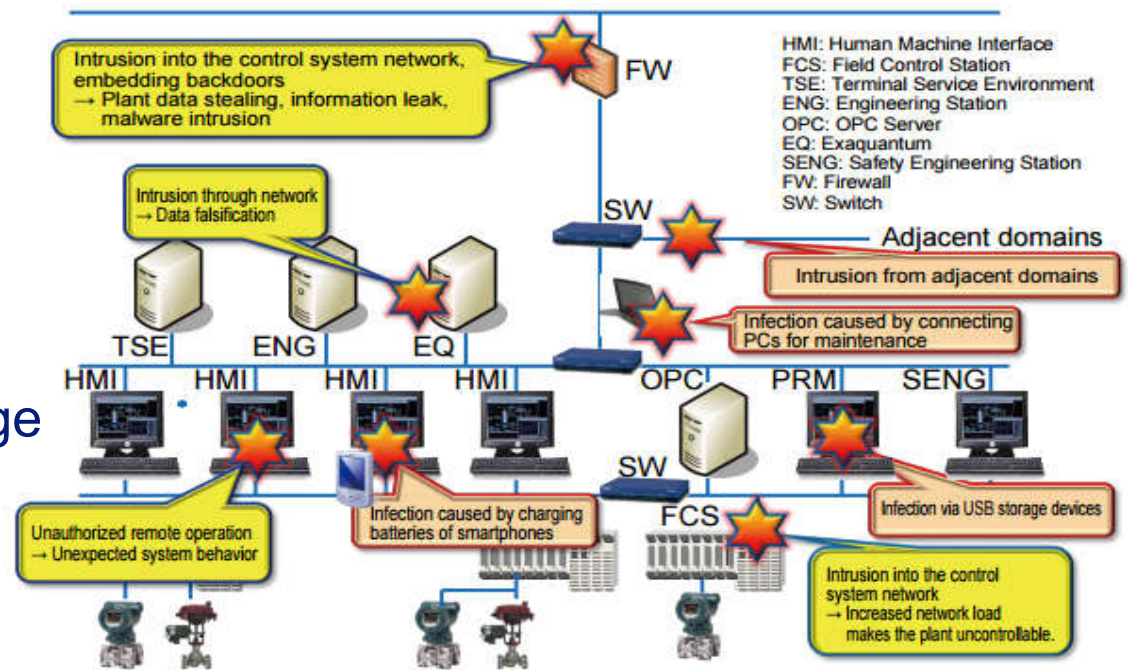 Intrusion into the control system network,
embedding backdoors
→ Plant data stealing, information leak,
malware intrusion
FW
HMI: Human Machine Interface
FCS: Field Control Station
TSE: Terminal Service Environment
ENG: Engineering Station
OPC: OPC Server
EQ: Exaquantum
SENG: Safety Engineering Station
FW: Firewall
SW: Switch
Intrusion through network
→ Data falsification
SW
Adjacent domains
Intrusion from adjacent domains
Infection caused by connecting
PCs for maintenance
TSE
ENG
EQ
HMI
HMI
HMI
HMI
OPC
PRM
SENG
ge
SW
FCS
Unauthorized remote operation
→ Unexpected system behavior
Infection caused by charging
batteries of smartphones
Infection via USB storage devices
Intrusion into the control
system network
→ Increased network load
makes the plant uncontrollable.